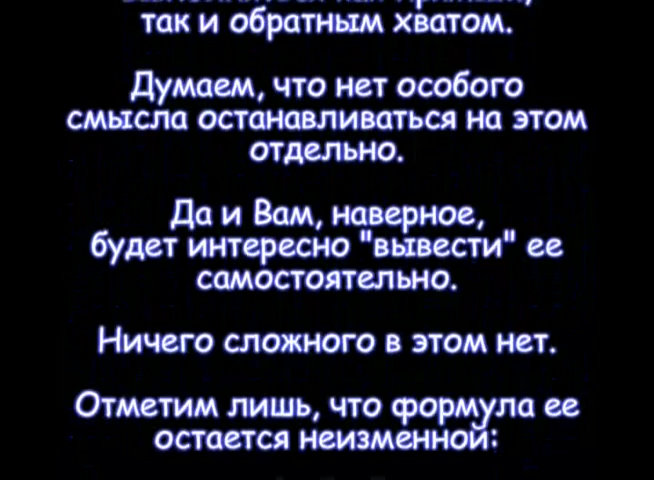 так и обратным хватом.
Думаем, что нет особого
смысла останавливаться на этом
отдельно.
Да и Вам, наверное,
будет интересно "вывести" ее
самостоятельно.
Ничего сложного в этом нет.
Отметим лишь, что формула ее
остается неизменной: